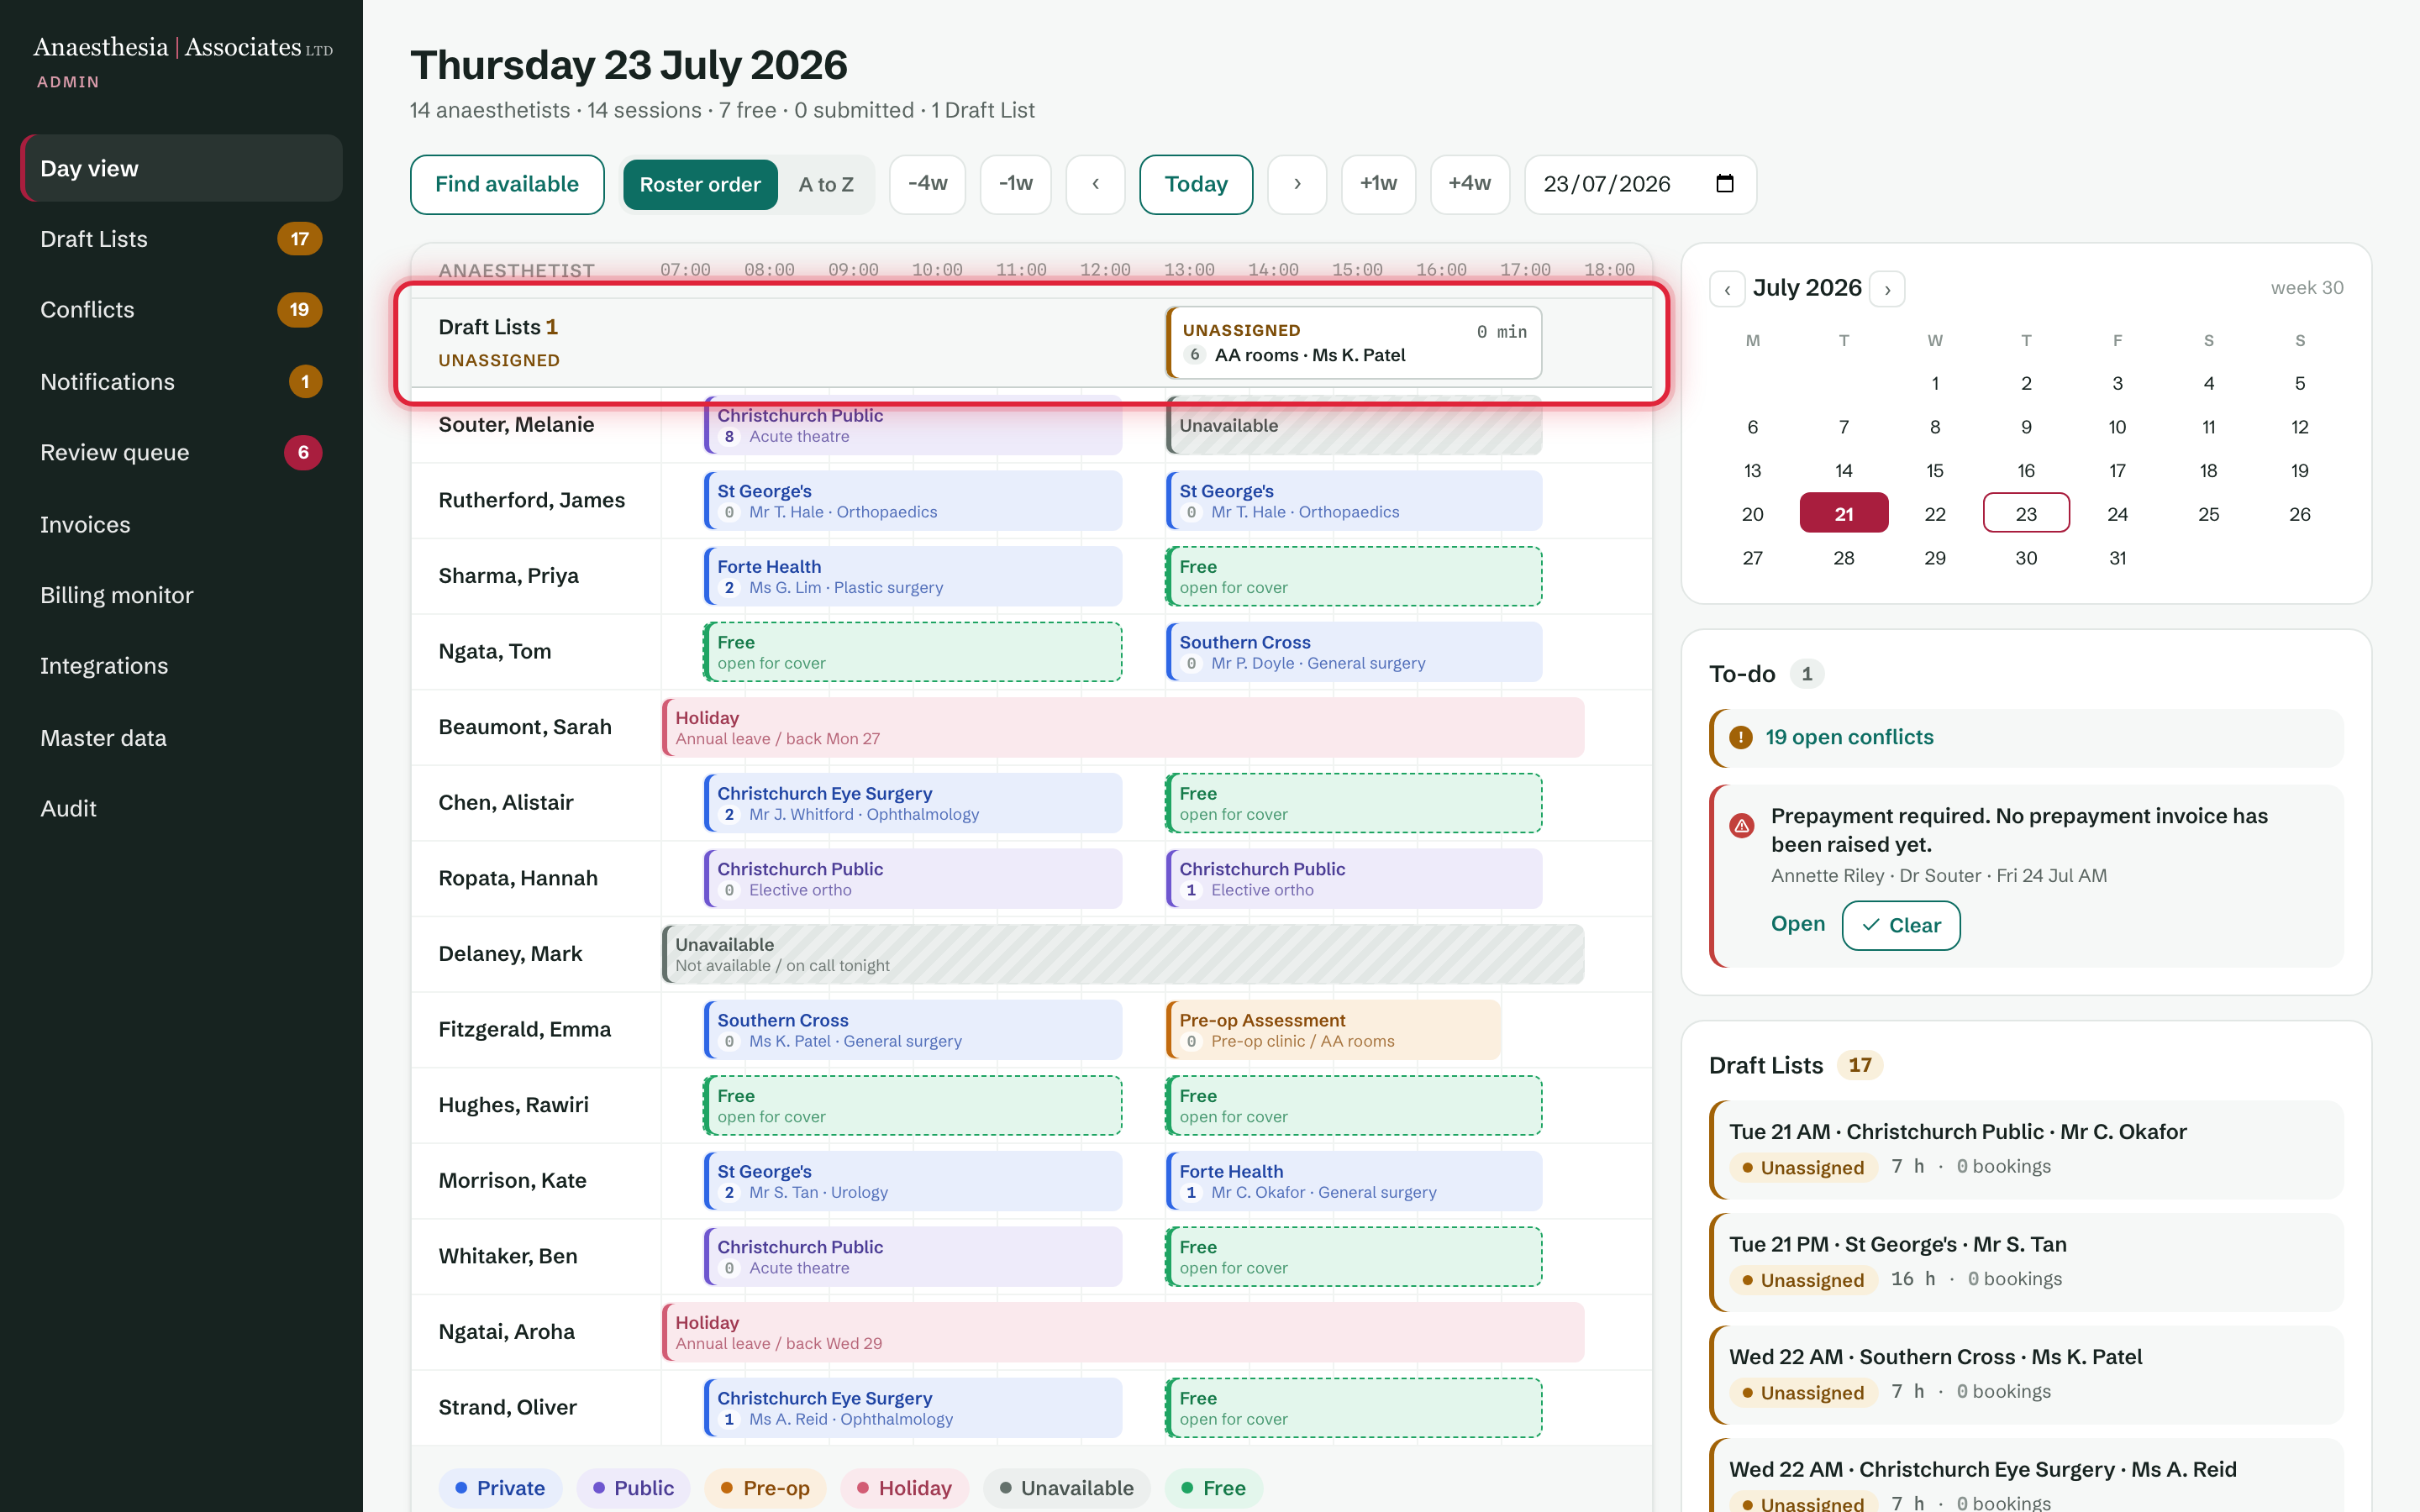 Anaesthesia | Associates LTD
ADMIN
Day view
Draft Lists 17
Conflicts 19
Notifications 1
Review queue 6
Invoices
Billing monitor
Integrations
Master data
Audit
Thursday 23 July 2026
14 anaesthetists · 14 sessions · 7 free · 0 submitted · 1 Draft List
Find available Roster order A to Z -4w -1w ‹ Today › +1w +4w 23/07/2026
ANAESTHETIST 07:00 08:00 09:00 10:00 11:00 12:00 13:00 14:00 15:00 16:00 17:00 18:00
Draft Lists 1
UNASSIGNED
UNASSIGNED 0 min
6 AA rooms · Ms K. Patel
Souter, Melanie
Christchurch Public
8 Acute theatre
Unavailable
Rutherford, James
St George's
0 Mr T. Hale · Orthopaedics
St George's
0 Mr T. Hale · Orthopaedics
Sharma, Priya
Forte Health
2 Ms G. Lim · Plastic surgery
Free
open for cover
Ngata, Tom
Free
open for cover
Southern Cross
0 Mr P. Doyle · General surgery
Beaumont, Sarah
Holiday
Annual leave / back Mon 27
Chen, Alistair
Christchurch Eye Surgery
2 Mr J. Whitford · Ophthalmology
Free
open for cover
Ropata, Hannah
Christchurch Public
0 Elective ortho
Christchurch Public
1 Elective ortho
Delaney, Mark
Unavailable
Not available / on call tonight
Fitzgerald, Emma
Southern Cross
0 Ms K. Patel · General surgery
Pre-op Assessment
0 Pre-op clinic / AA rooms
Hughes, Rawiri
Free
open for cover
Free
open for cover
Morrison, Kate
St George's
2 Mr S. Tan · Urology
Forte Health
1 Mr C. Okafor · General surgery
Whitaker, Ben
Christchurch Public
0 Acute theatre
Free
open for cover
Ngatai, Aroha
Holiday
Annual leave / back Wed 29
Strand, Oliver
Christchurch Eye Surgery
1 Ms A. Reid · Ophthalmology
Free
open for cover
Private Public Pre-op Holiday Unavailable Free
‹ July 2026 › week 30
M T W T F S S
1 2 3 4 5
6 7 8 9 10 11 12
13 14 15 16 17 18 19
20 21 22 23 24 25 26
27 28 29 30 31
To-do 1
19 open conflicts
Prepayment required. No prepayment invoice has
been raised yet.
Annette Riley · Dr Souter · Fri 24 Jul AM
Open Clear
Draft Lists 17
Tue 21 AM · Christchurch Public · Mr C. Okafor
Unassigned 7 h · 0 bookings
Tue 21 PM · St George's · Mr S. Tan
Unassigned 16 h · 0 bookings
Wed 22 AM · Southern Cross · Ms K. Patel
Unassigned 7 h · 0 bookings
Wed 22 AM · Christchurch Eye Surgery · Ms A. Reid
Unassigned 7 h · 0 bookings